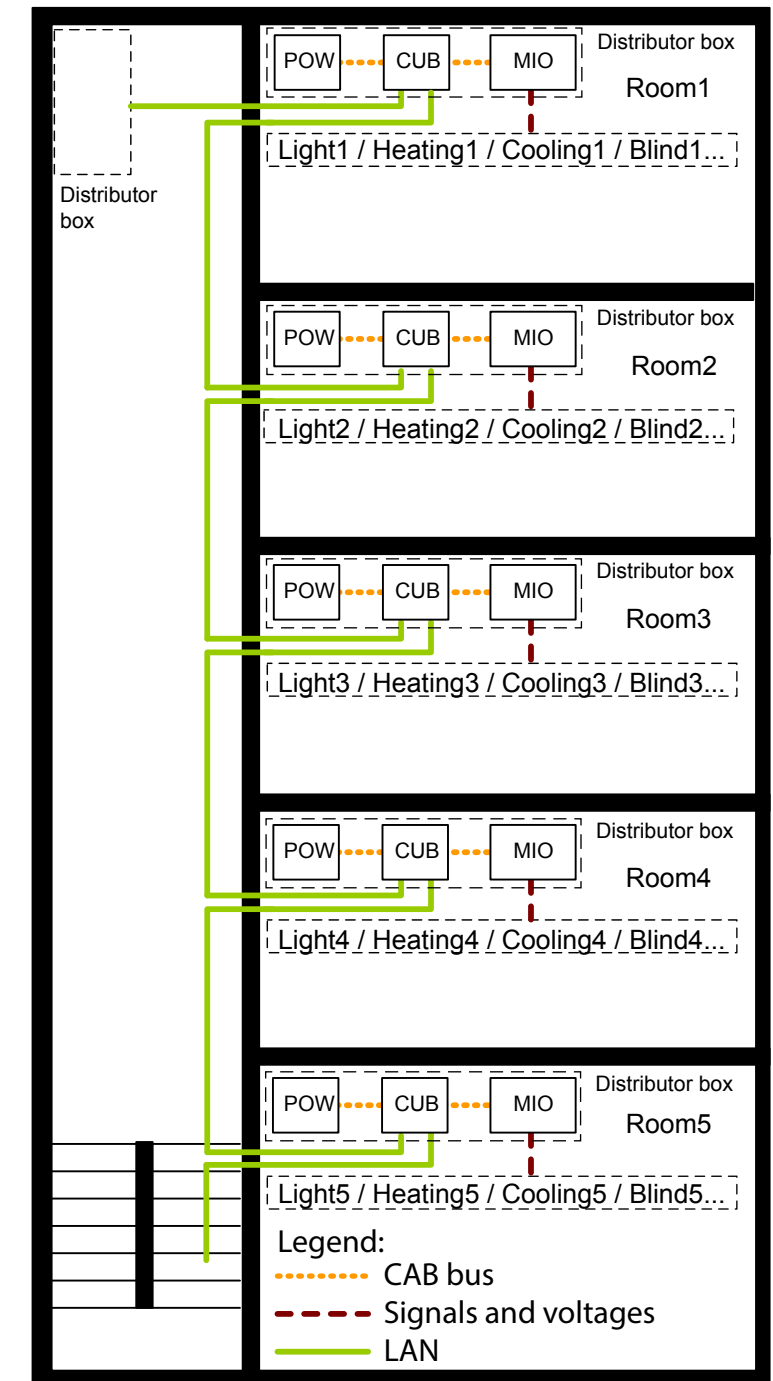 POW CUB MIO Distributor box
Room1
Light1 / Heating1 / Cooling1 / Blind1...
Distributor
box
POW CUB MIO Distributor box
Room2
Light2 / Heating2 / Cooling2 / Blind2...
POW CUB MIO Distributor box
Room3
Light3 / Heating3 / Cooling3 / Blind3...
POW CUB MIO Distributor box
Room4
Light4 / Heating4 / Cooling4 / Blind4...
POW CUB MIO Distributor box
Room5
Light5 / Heating5 / Cooling5 / Blind5...
Legend:
CAB bus
Signals and voltages
LAN